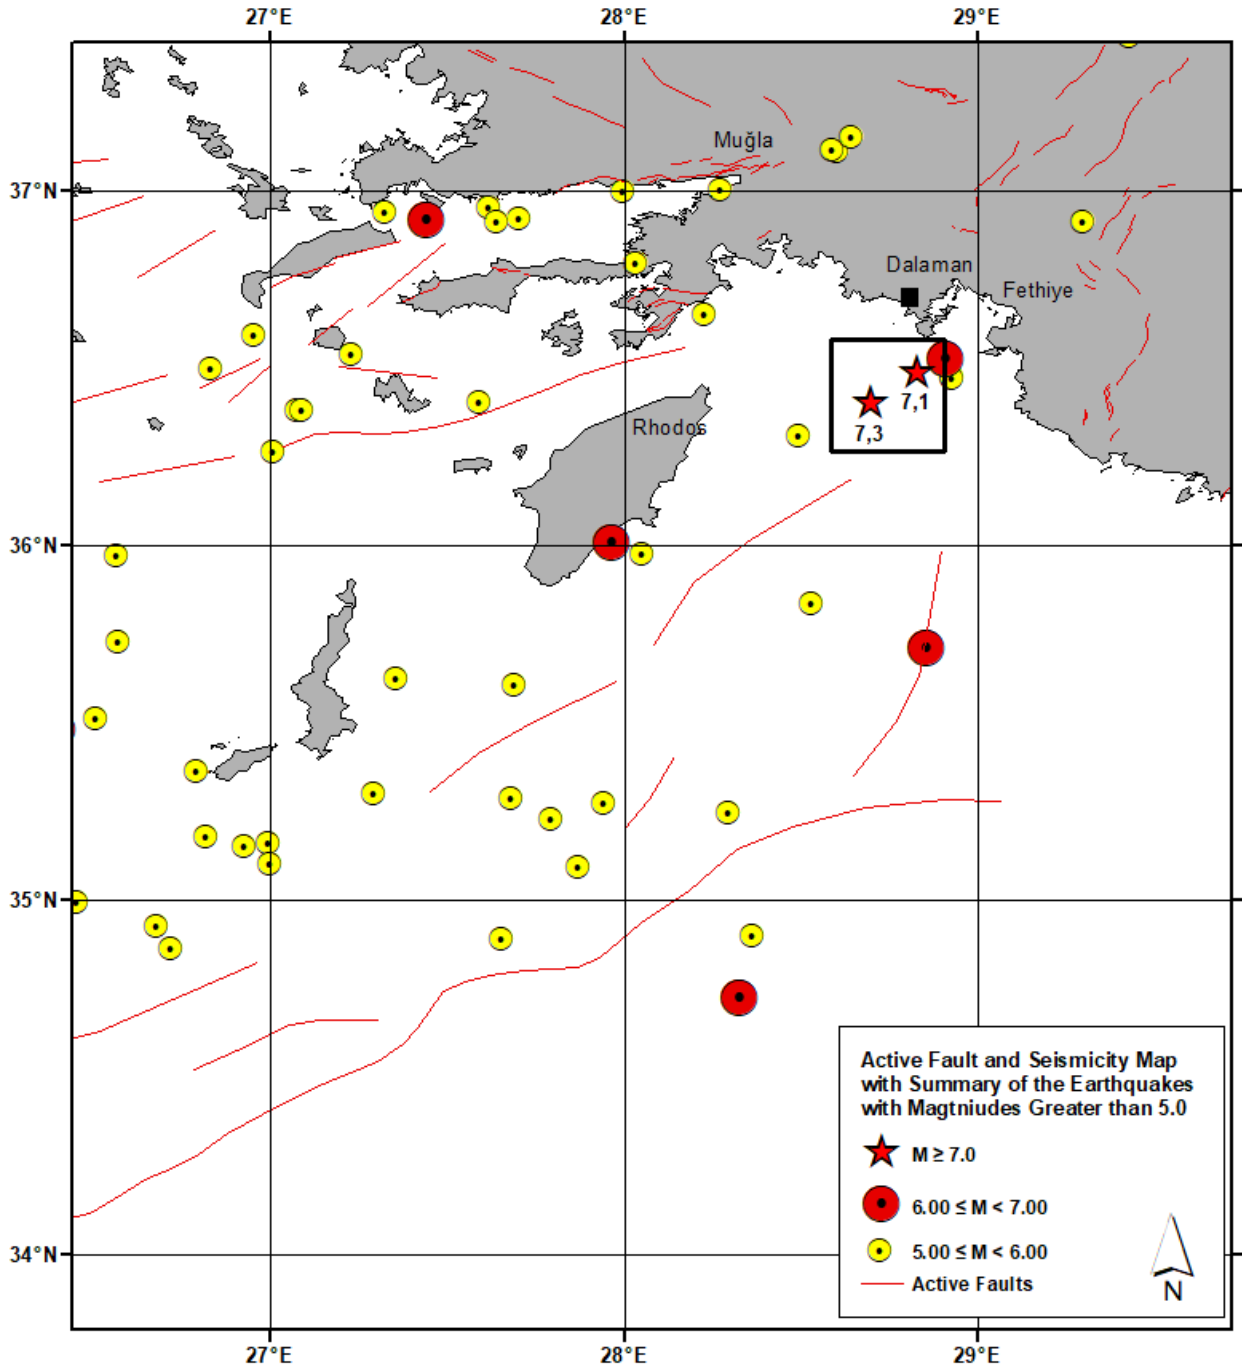 27°E 28°E 29°E
Muğla
37°N
Dalaman
Fethiye
7,1
Rhodos
7,3
36°N
35°N
Active Fault and Seismicity Map
with Summary of the Earthquakes
with Magtniudes Greater than 5.0
M ≥ 7.0
6.00 ≤ M < 7.00
34°N
5.00 ≤ M < 6.00
Active Faults
N
27°E 28°E 29°E